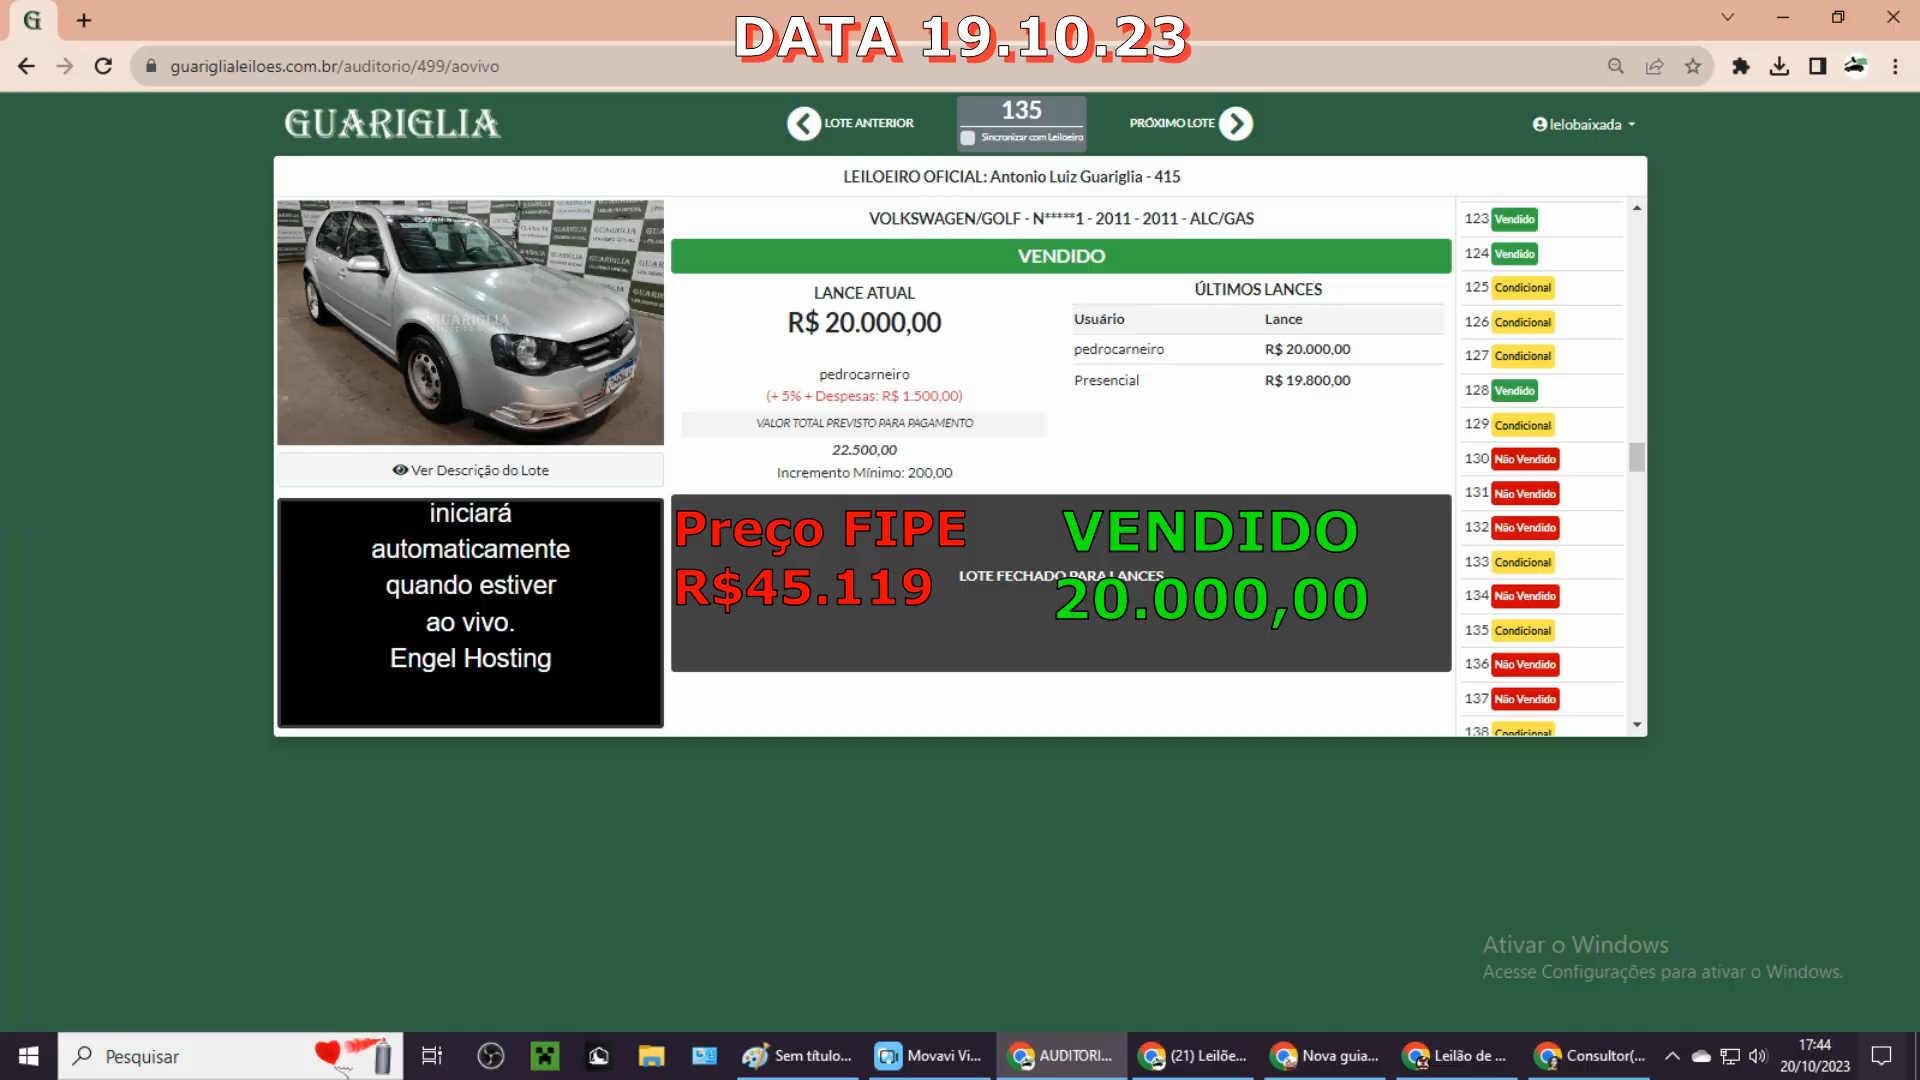 DATA 19.10.23
guariglialeiloes.com.br/auditorio/499/aovivo
GUARIGLIA
LOTE ANTERIOR
135
Sincronizar com Leiloeiro
PRÓXIMO LOTE
lelobaixada
LEILOEIRO OFICIAL: Antonio Luiz Guariglia - 415
VOLKSWAGEN/GOLF - N*****1 - 2011 - 2011 - ALC/GAS
VENDIDO
LANCE ATUAL
R$ 20.000,00
pedrocarneiro
(+ 5% + Despesas: R$ 1.500,00)
VALOR TOTAL PREVISTO PARA PAGAMENTO
22.500,00
Incremento Mínimo: 200,00
ÚLTIMOS LANCES
Usuário Lance
pedrocarneiro R$ 20.000,00
Presencial R$ 19.800,00
Ver Descrição do Lote
iniciará
automaticamente
quando estiver
ao vivo.
Engel Hosting
Preço FIPE
R$45.119
LOTE FECHADO PARA LANCES
VENDIDO
20.000,00
123 Vendido
124 Vendido
125 Condicional
126 Condicional
127 Condicional
128 Vendido
129 Condicional
130 Não Vendido
131 Não Vendido
132 Não Vendido
133 Condicional
134 Não Vendido
135 Condicional
136 Não Vendido
137 Não Vendido
138 Condicional
Ativar o Windows
Acesse Configurações para ativar o Windows.
Pesquisar
Sem título...
Movavi Vi...
AUDITORI...
(21) Leilõe...
Nova guia...
Leilão de ...
Consultor(...
17:44
20/10/2023